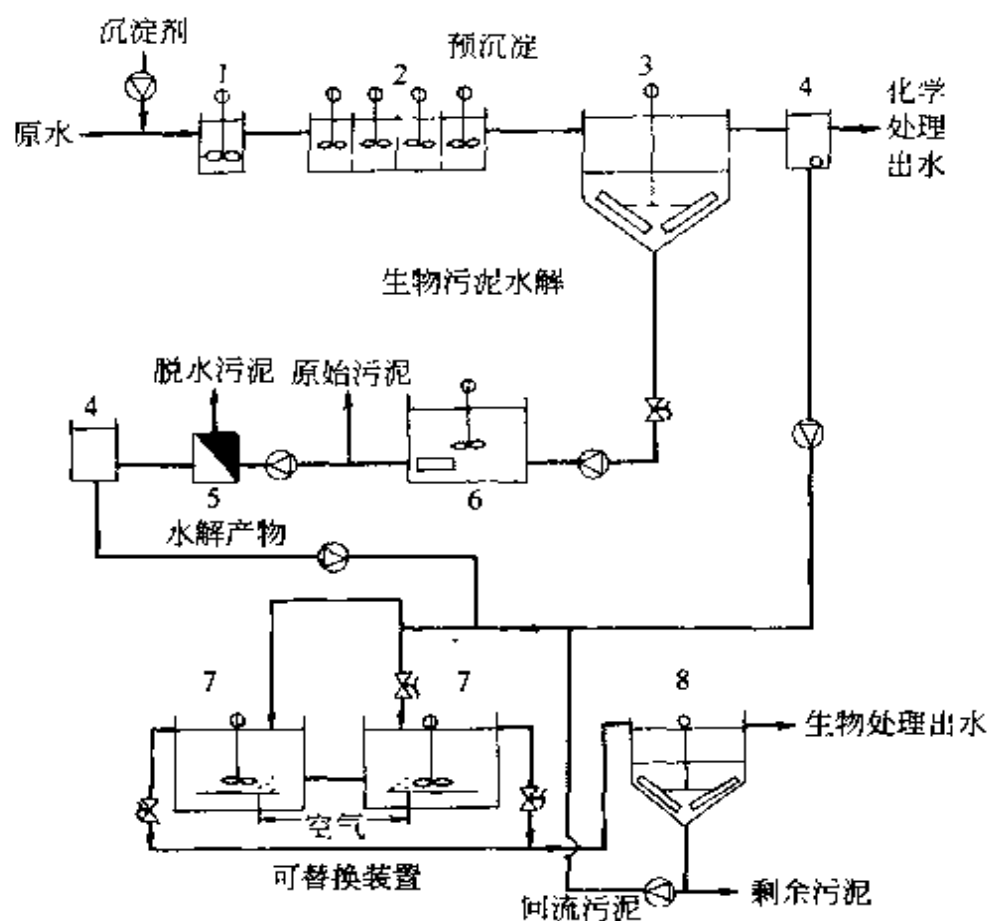 沉淀剂
预沉淀
1
2
3
4
化学
处理
出水
原水
生物污泥水解
脱水污泥
原始污泥
4
5
6
水解产物
7
7
8
生物处理出水
空气
可替换装置
回流污泥
剩余污泥